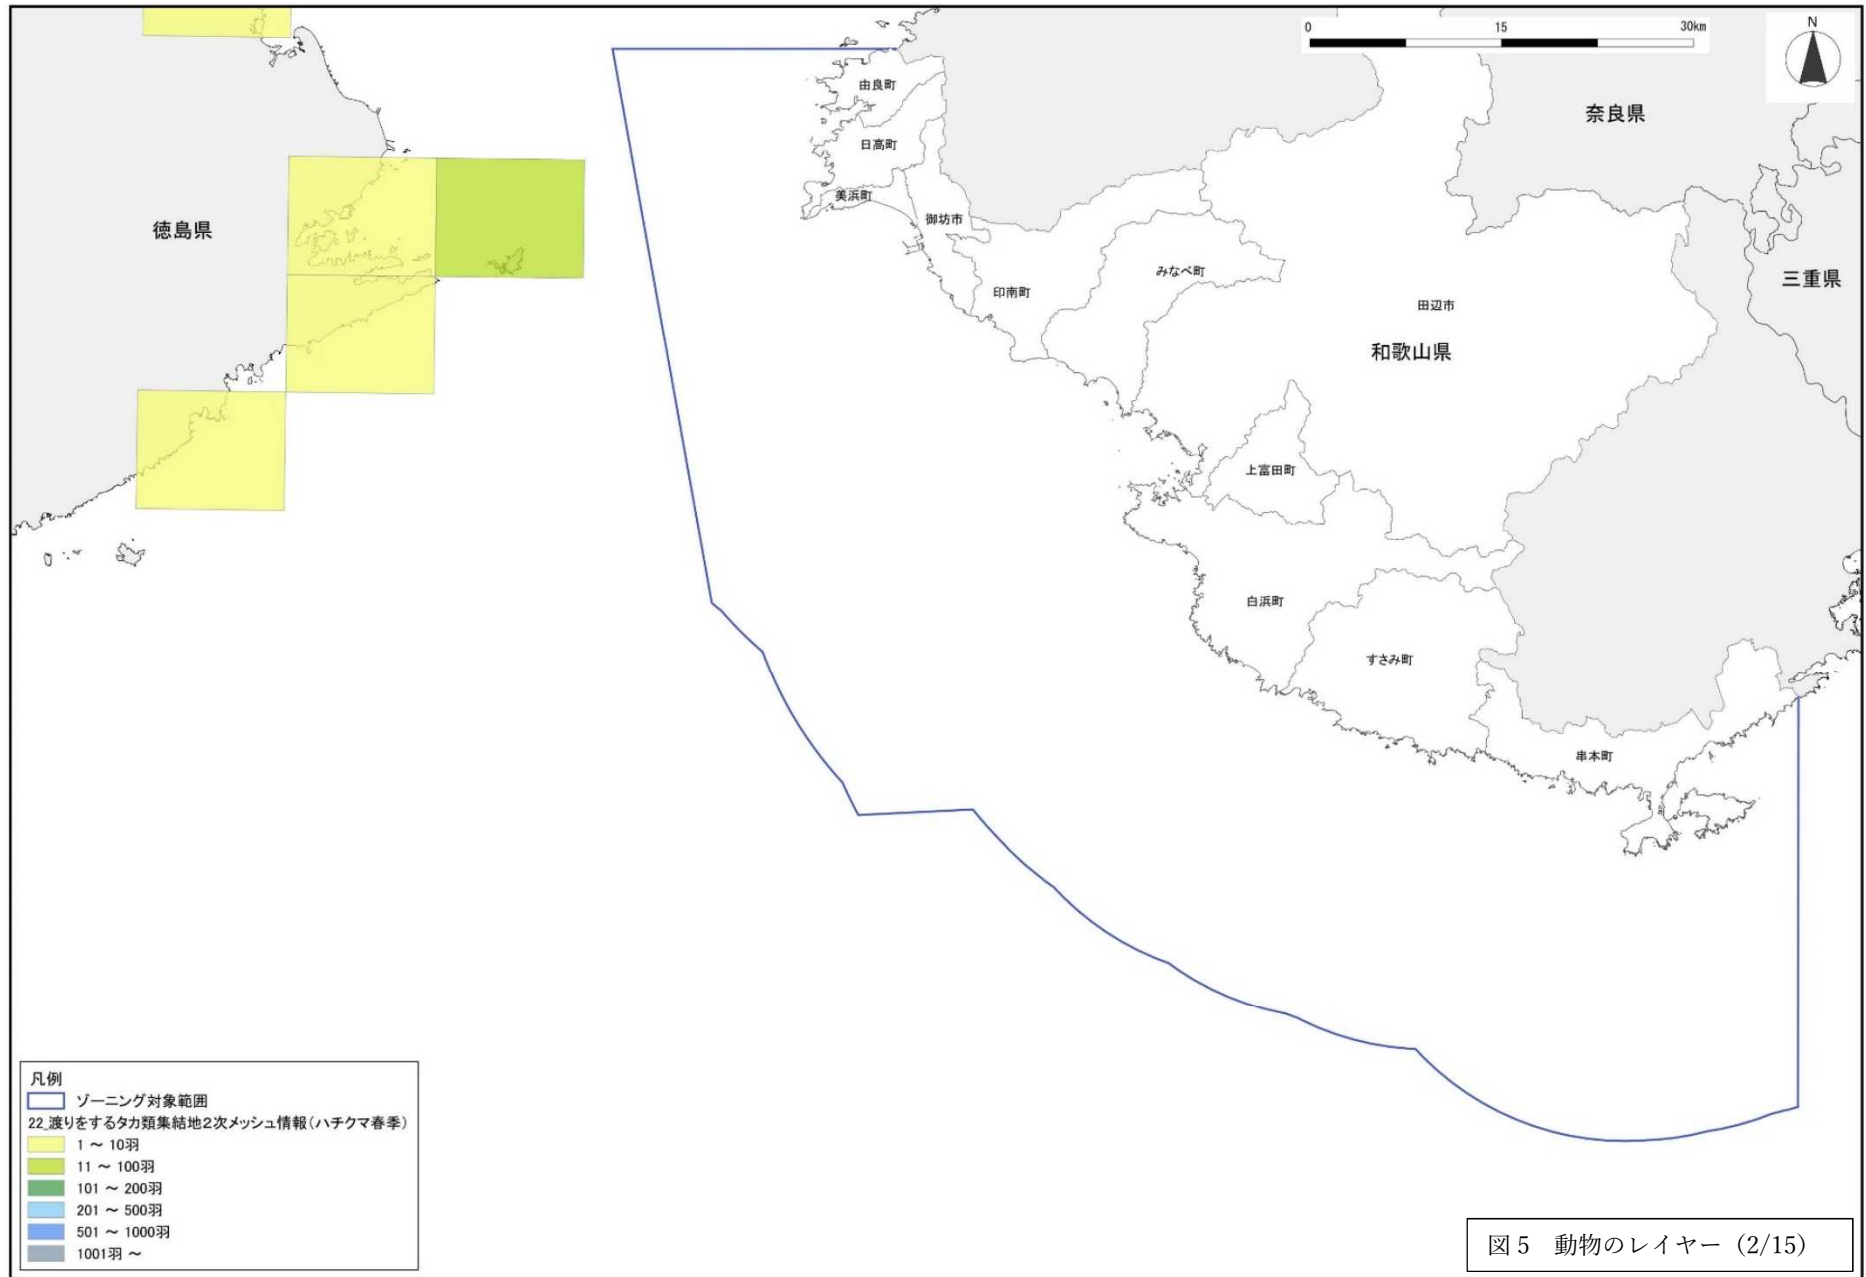 0 15 30km
N
由良町
奈良県
日高町
美浜町
御坊市
徳島県
みなべ町
三重県
印南町
田辺市
和歌山県
上富田町
白浜町
すさみ町
串本町
凡例
ゾーニング対象範囲
22_渡りをするタカ類集結地2次メッシュ情報(ハチクマ春季)
1 ～ 10羽
11 ～ 100羽
101 ～ 200羽
201 ～ 500羽
501 ～ 1000羽
1001羽 ～
図 5　動物のレイヤー（2/15）